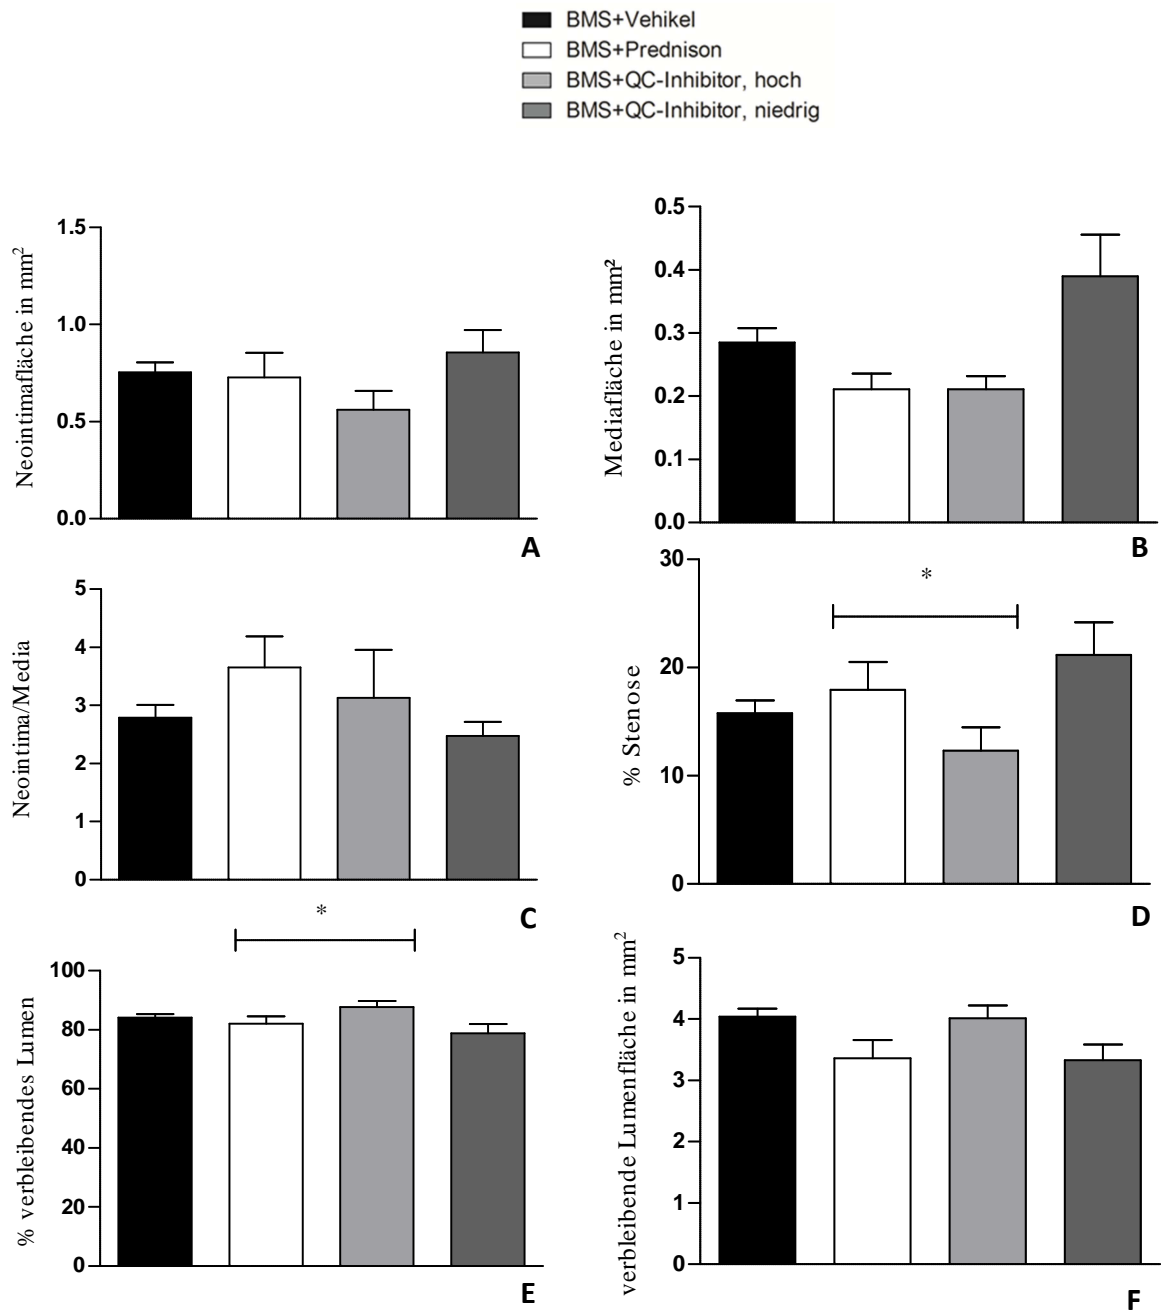 BMS+Vehikel
BMS+Prednison
BMS+QC-Inhibitor, hoch
BMS+QC-Inhibitor, niedrig
Neointimafläche in mm²
1.5
1.0
0.5
0.0
A
Mediafläche in mm²
0.5
0.4
0.3
0.2
0.1
0.0
B
Neointima/Media
5
4
3
2
1
0
C
% Stenose
30
20
10
0
*
D
% verbleibendes Lumen
100
80
60
40
20
0
*
E
verbleibende Lumenfläche in mm²
5
4
3
2
1
0
F